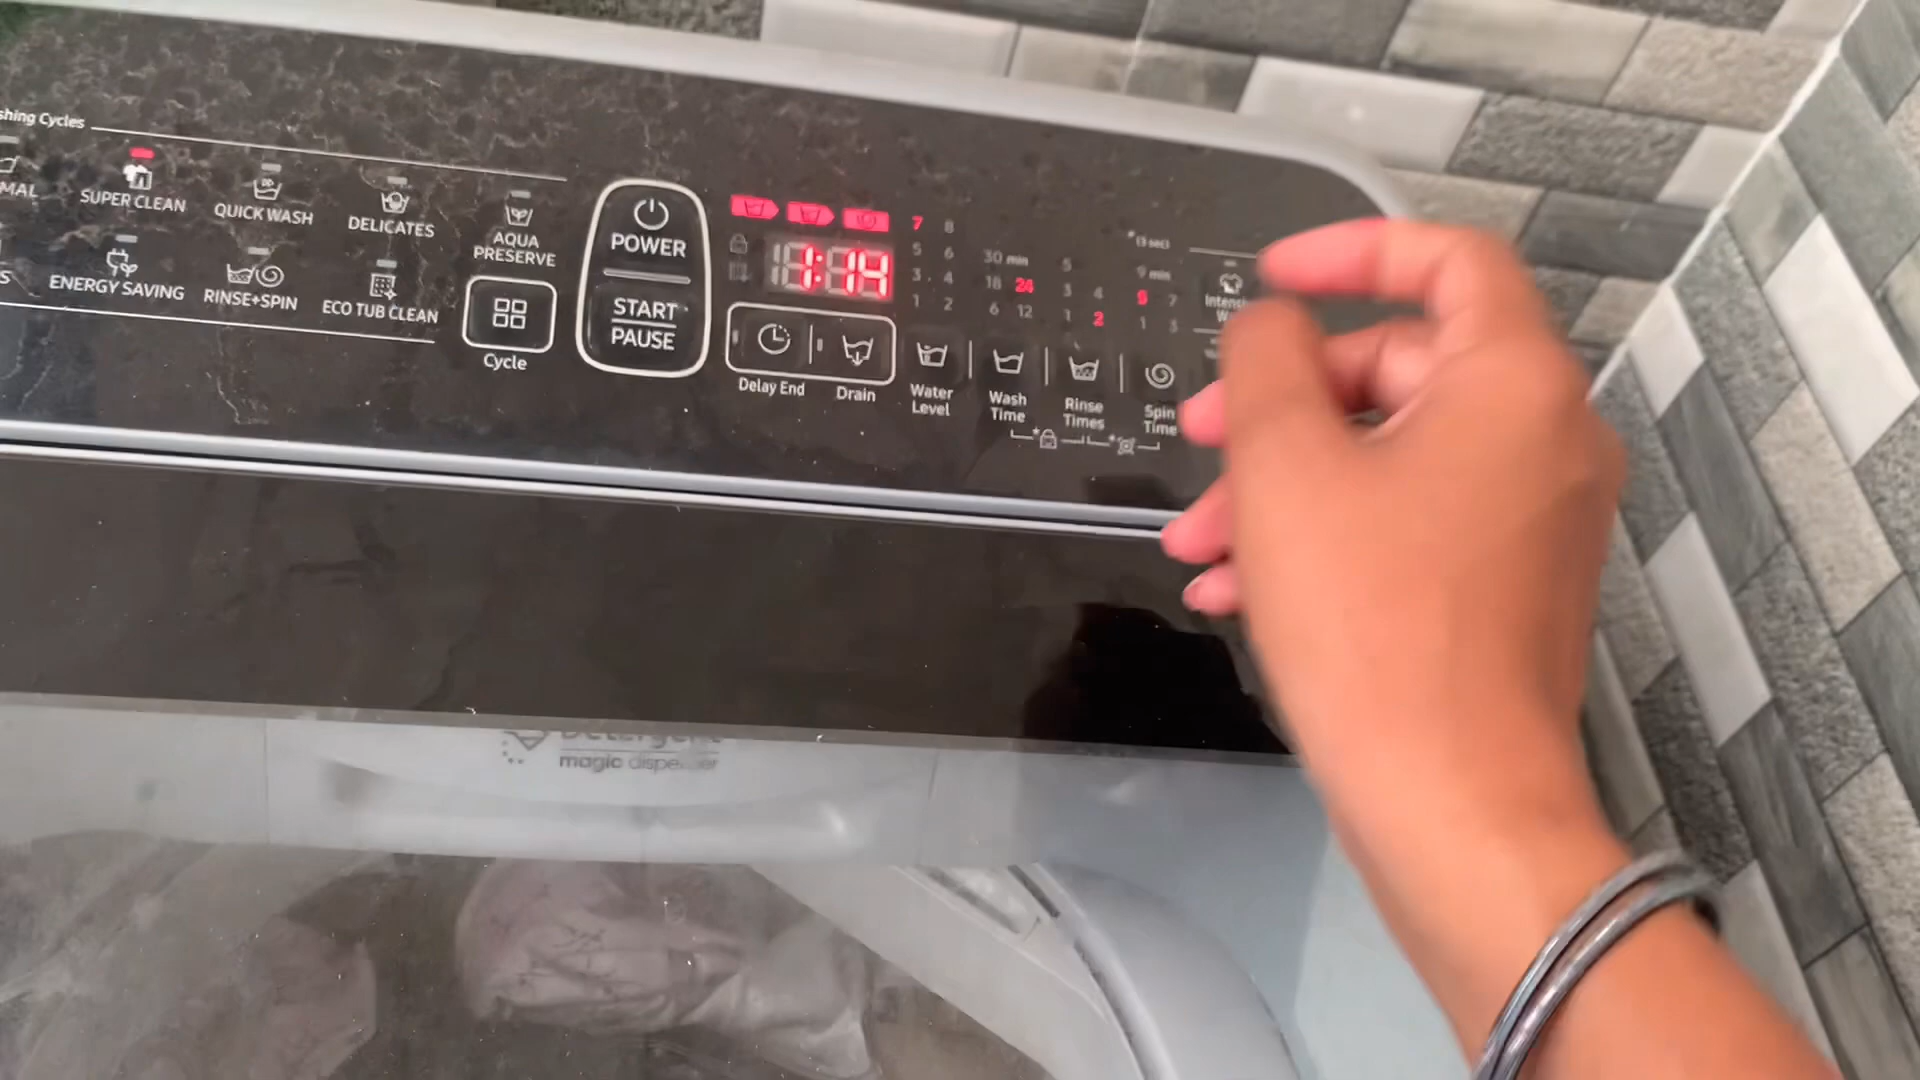 shing Cycles
MAL
SUPER CLEAN
QUICK WASH
DELICATES
AQUA
PRESERVE
S
ENERGY SAVING
RINSE+SPIN
ECO TUB CLEAN
Cycle
POWER
START
PAUSE
1:14
Delay End
Drain
7 8
5 6
3 . 4
1 2
Water
Level
30 min
18 24
6 12
Wash
Time
5
3 4
1 2
Rinse
Times
*(3 sec)
9 min
7
1 3
Spin
Time
Detergent
magic dispenser